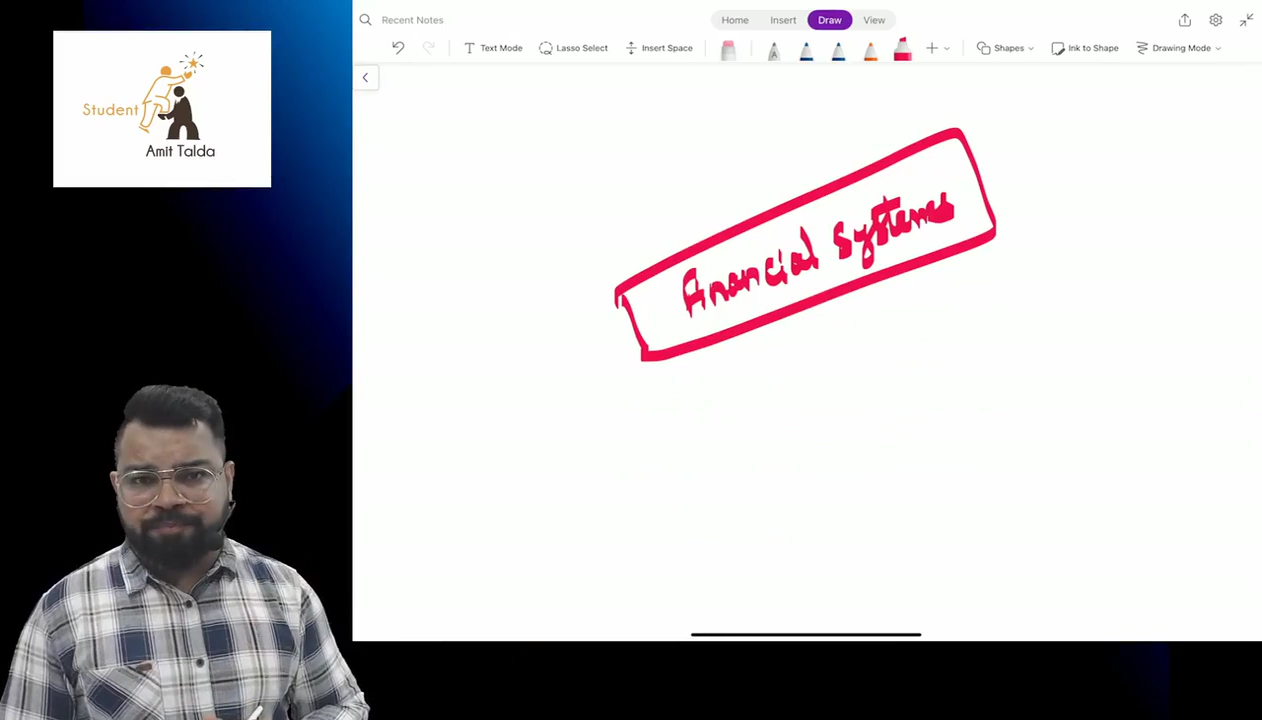 Recent Notes
Home Insert Draw View
Text Mode Lasso Select Insert Space Shapes Ink to Shape Drawing Mode
Student
Amit Talda
Financial Systems